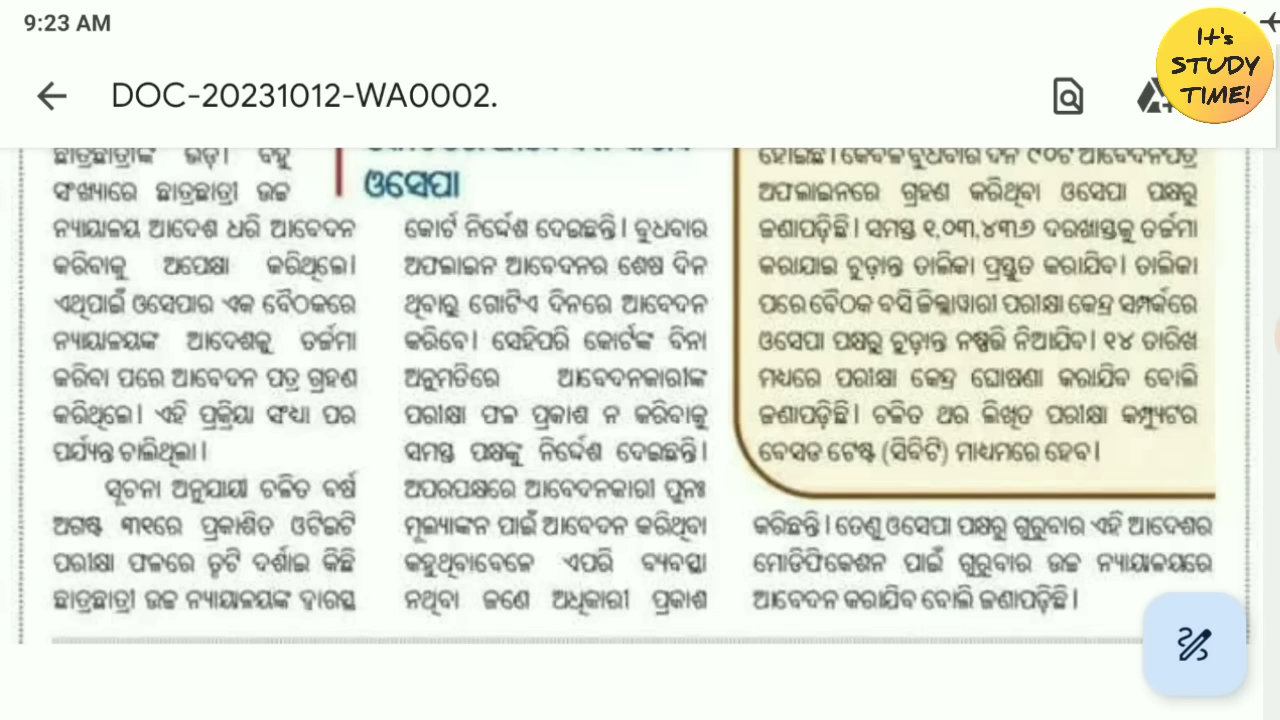 9:23 AM
It's
STUDY
TIME!
DOC-20231012-WA0002.
ଛାତ୍ରଛାତ୍ରୀଙ୍କ ଭିଡ଼। ବହୁ
ସଂଖ୍ୟାରେ ଛାତ୍ରଛାତ୍ରୀ ଉଚ୍ଚ
ନ୍ୟାୟାଳୟ ଆଦେଶ ଧରି ଆବେଦନ
କରିବାକୁ ଅପେକ୍ଷା କରିଥିଲେ।
ଏଥିପାଇଁ ଓସେପାର ଏକ ବୈଠକରେ
ନ୍ୟାୟାଳୟଙ୍କ ଆଦେଶକୁ ତର୍ଜମା
କରିବା ପରେ ଆବେଦନ ପତ୍ର ଗ୍ରହଣ
କରିଥିଲେ। ଏହି ପ୍ରକ୍ରିୟା ସଂଧ୍ୟା ପର
ପର୍ଯ୍ୟନ୍ତ ଚାଲିଥିଲା।
ସୂଚନା ଅନୁଯାୟୀ ଚଳିତ ବର୍ଷ
ଅଗଷ୍ଟ ୩୧ରେ ପ୍ରକାଶିତ ଓଟିଇଟି
ପରୀକ୍ଷା ଫଳରେ ତ୍ରୁଟି ଦର୍ଶାଇ କିଛି
ଛାତ୍ରଛାତ୍ରୀ ଉଚ୍ଚ ନ୍ୟାୟାଳୟଙ୍କ ଦ୍ୱାରସ୍ଥ
ଓସେପା
କୋର୍ଟ ନିର୍ଦ୍ଦେଶ ଦେଇଛନ୍ତି। ବୁଧବାର
ଅଫଲାଇନ ଆବେଦନର ଶେଷ ଦିନ
ଥିବାରୁ ଗୋଟିଏ ଦିନରେ ଆବେଦନ
କରିବେ। ସେହିପରି କୋର୍ଟଙ୍କ ବିନା
ଅନୁମତିରେ ଆବେଦନକାରୀଙ୍କ
ପରୀକ୍ଷା ଫଳ ପ୍ରକାଶ ନ କରିବାକୁ
ସମସ୍ତ ପକ୍ଷଙ୍କୁ ନିର୍ଦ୍ଦେଶ ଦେଇଛନ୍ତି।
ଅପରପକ୍ଷରେ ଆବେଦନକାରୀ ପୁନଃ
ମୂଲ୍ୟାଙ୍କନ ପାଇଁ ଆବେଦନ କରିଥିବା
କହୁଥିବାବେଳେ ଏପରି ବ୍ୟବସ୍ଥା
ନଥିବା ଜଣେ ଅଧିକାରୀ ପ୍ରକାଶ
ହୋଇଛି। କେବଳ ବୁଧବାର ଦିନ ୯୦ଟି ଆବେଦନପତ୍ର
ଅଫଲାଇନରେ ଗ୍ରହଣ କରିଥିବା ଓସେପା ପକ୍ଷରୁ
ଜଣାପଡ଼ିଛି। ସମସ୍ତ ୧,୦୩,୪୩୬ ଦରଖାସ୍ତକୁ ତର୍ଜମା
କରାଯାଇ ଚୂଡ଼ାନ୍ତ ତାଲିକା ପ୍ରସ୍ତୁତ କରାଯିବ। ତାଲିକା
ପରେ ବୈଠକ ବସି ଜିଲ୍ଲାୱାରୀ ପରୀକ୍ଷା କେନ୍ଦ୍ର ସମ୍ପର୍କରେ
ଓସେପା ପକ୍ଷରୁ ଚୂଡ଼ାନ୍ତ ନିଷ୍ପତ୍ତି ନିଆଯିବ। ୧୪ ତାରିଖ
ମଧ୍ୟରେ ପରୀକ୍ଷା କେନ୍ଦ୍ର ଘୋଷଣା କରାଯିବ ବୋଲି
ଜଣାପଡ଼ିଛି। ଚଳିତ ଥର ଲିଖିତ ପରୀକ୍ଷା କମ୍ପ୍ୟୁଟର
ବେସଡ ଟେଷ୍ଟ (ସିବିଟି) ମାଧ୍ୟମରେ ହେବ।
କରିଛନ୍ତି। ତେଣୁ ଓସେପା ପକ୍ଷରୁ ଗୁରୁବାର ଏହି ଆଦେଶର
ମୋଡିଫିକେଶନ ପାଇଁ ଗୁରୁବାର ଉଚ୍ଚ ନ୍ୟାୟାଳୟରେ
ଆବେଦନ କରାଯିବ ବୋଲି ଜଣାପଡ଼ିଛି।